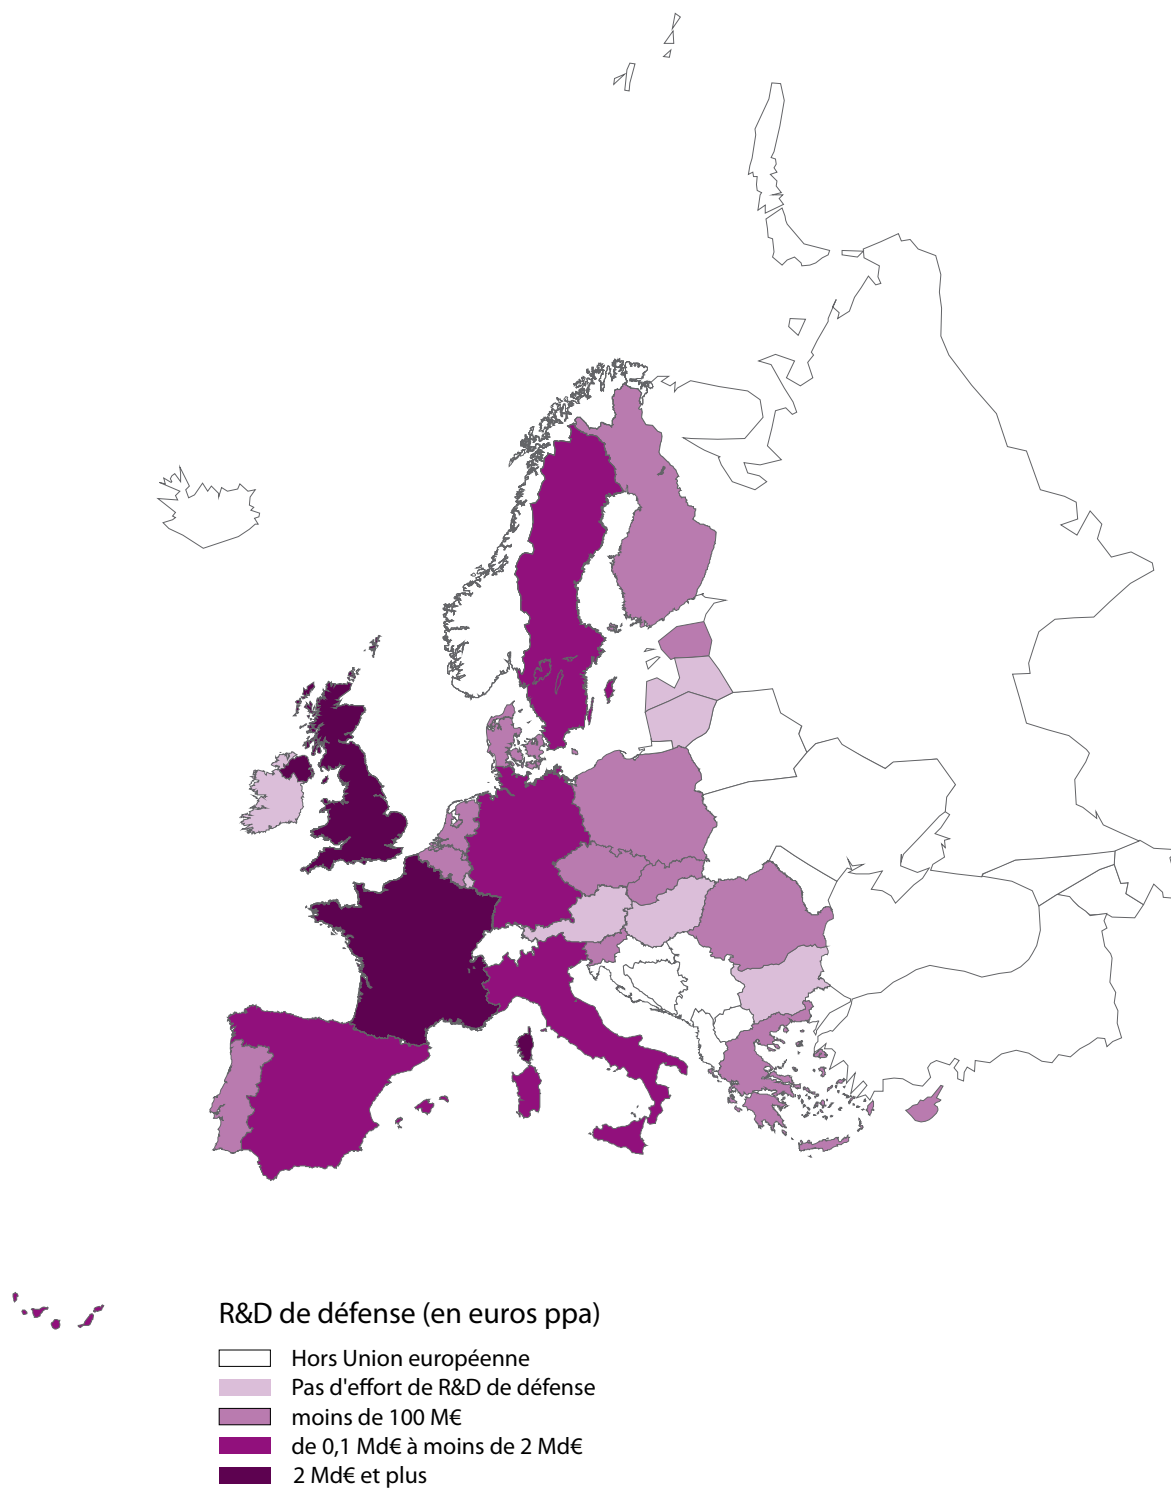 R&D de défense (en euros ppa)
Hors Union européenne
Pas d'effort de R&D de défense
moins de 100 M€
de 0,1 Md€ à moins de 2 Md€
2 Md€ et plus